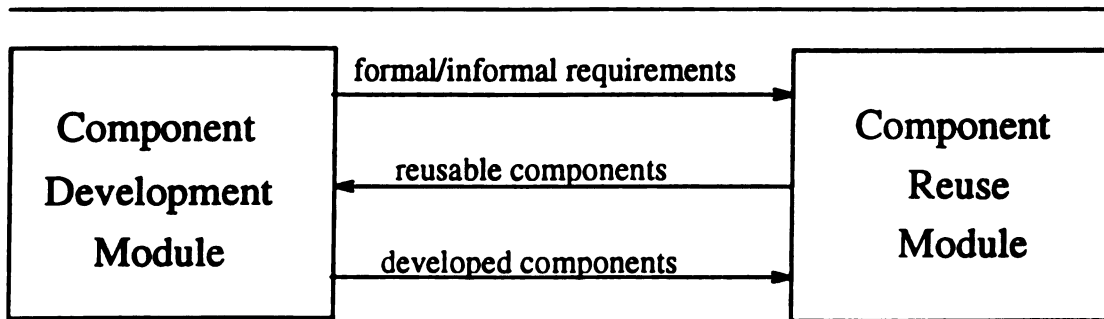 Component
Development
Module
formal/informal requirements
reusable components
developed components
Component
Reuse
Module